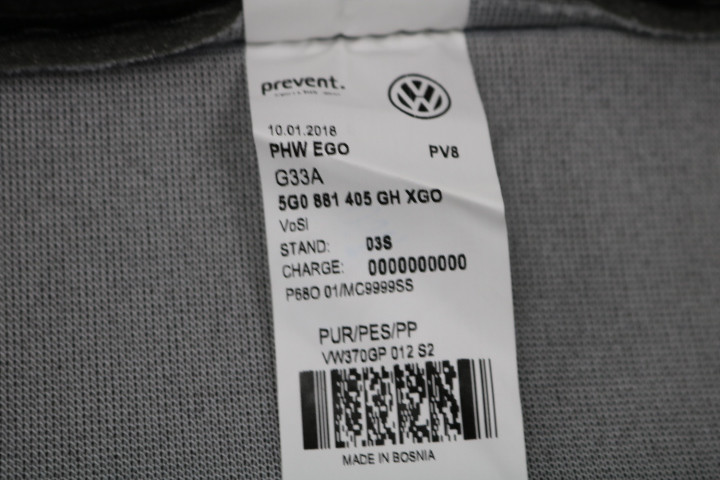 prevent.
10.01.2018
PHW EGO PV8
G33A
5G0 881 405 GH XGO
VoSi
STAND: 03S
CHARGE: 0000000000
P68O 01/MC9999SS
PUR/PES/PP
VW370GP 012 S2
MADE IN BOSNIA